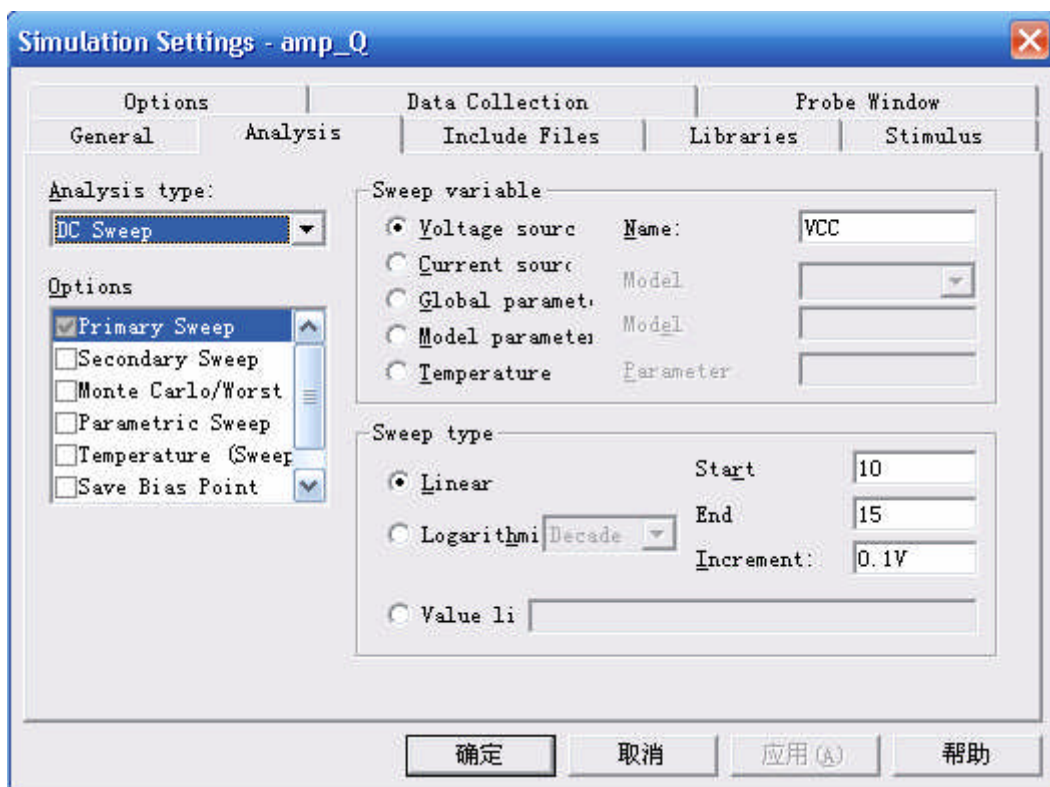 Simulation Settings - amp_Q
Options
Data Collection
Probe Window
General
Analysis
Include Files
Libraries
Stimulus
Analysis type:
DC Sweep
Options
Primary Sweep
Secondary Sweep
Monte Carlo/Worst
Parametric Sweep
Temperature (Sweep
Save Bias Point
Sweep variable
Voltage sourc
Current sourc
Global paramet
Model parameter
Temperature
Name:
VCC
Model
Model
Parameter
Sweep type
Linear
Logarithmi
Decade
Value li
Start
10
End
15
Increment:
0.1V
确定
取消
应用(A)
帮助